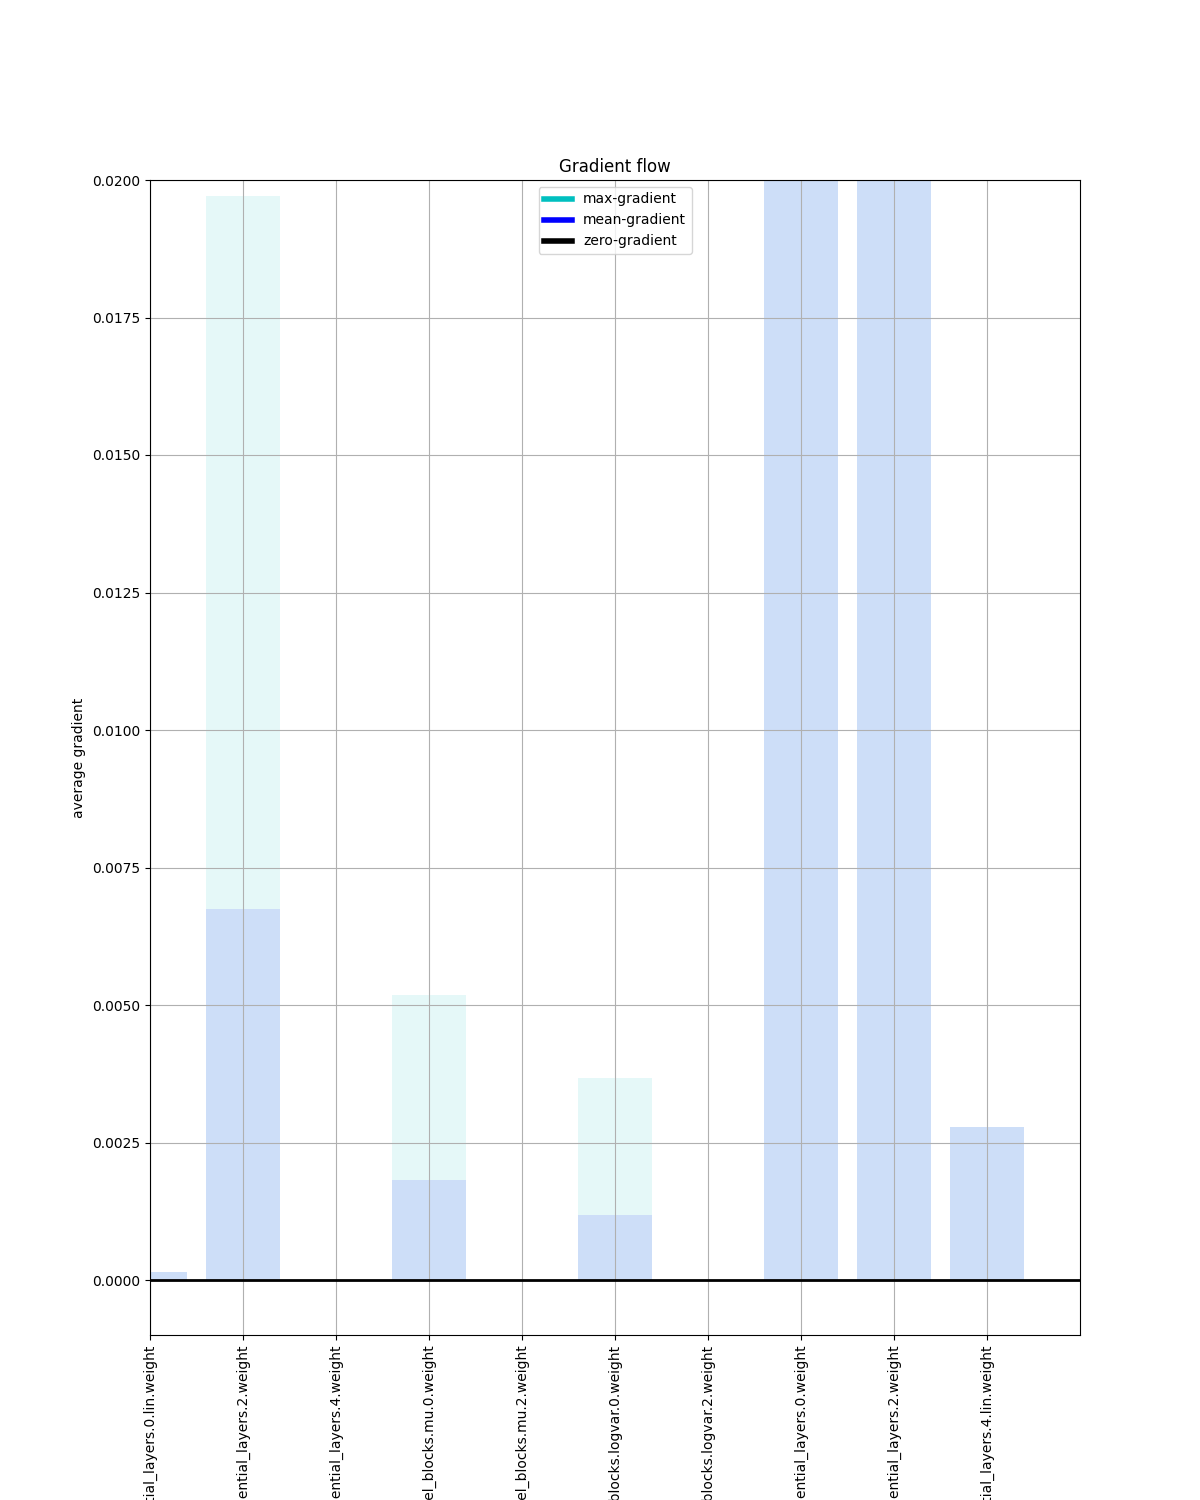 Gradient flow
max-gradient
mean-gradient
zero-gradient
0.0200
0.0175
0.0150
0.0125
0.0100
0.0075
0.0050
0.0025
0.0000
average gradient
tial_layers.0.lin.weight
ential_layers.2.weight
ential_layers.4.weight
el_blocks.mu.0.weight
el_blocks.mu.2.weight
blocks.logvar.0.weight
blocks.logvar.2.weight
ential_layers.0.weight
ential_layers.2.weight
tial_layers.4.lin.weight